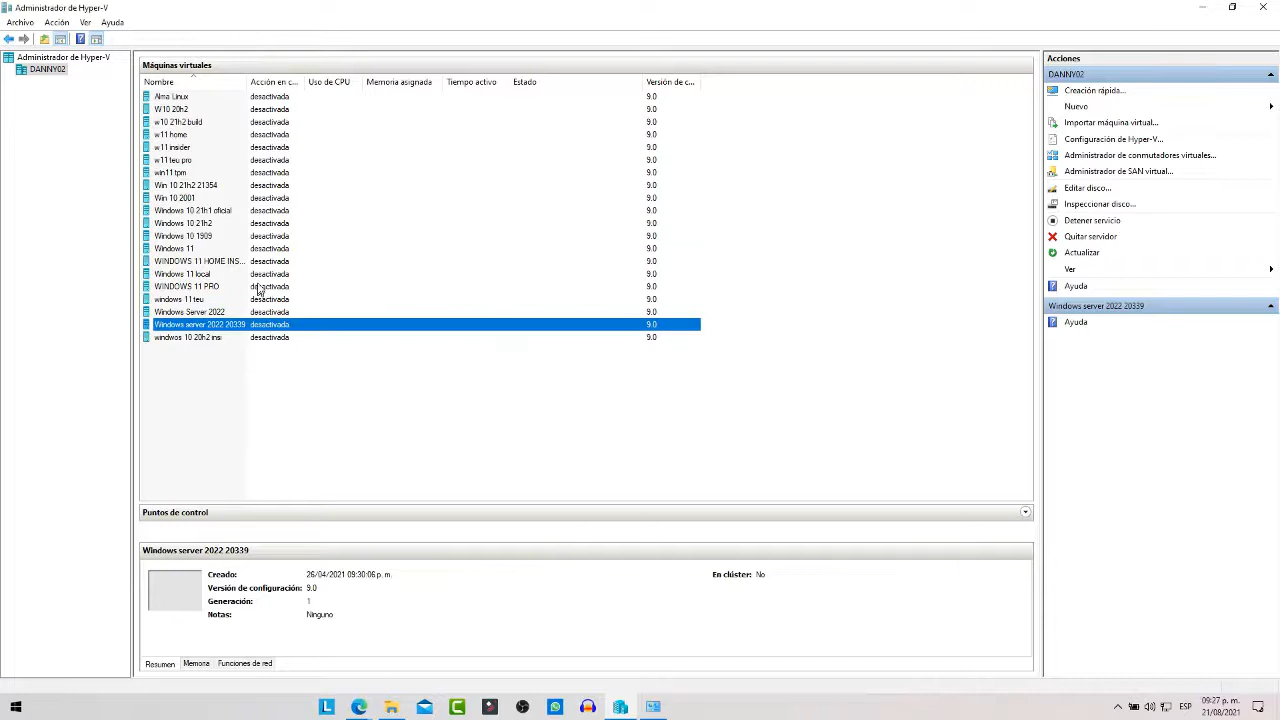 Administrador de Hyper-V
Archivo Acción Ver Ayuda
Administrador de Hyper-V
DANNY02
Máquinas virtuales
Nombre Acción en c... Uso de CPU Memoria asignada Tiempo activo Estado Versión de c...
Alma Linux desactivada 9.0
W10 20h2 desactivada 9.0
w10 21h2 build desactivada 9.0
w11 home desactivada 9.0
w11 insider desactivada 9.0
w11 teu pro desactivada 9.0
win11 tpm desactivada 9.0
Win 10 21h2 21354 desactivada 9.0
Win 10 2001 desactivada 9.0
Windows 10 21h1 oficial desactivada 9.0
Windows 10 21h2 desactivada 9.0
Windows 10 1909 desactivada 9.0
Windows 11 desactivada 9.0
WINDOWS 11 HOME INS... desactivada 9.0
Windows 11 local desactivada 9.0
WINDOWS 11 PRO desactivada 9.0
windows 11 teu desactivada 9.0
Windows Server 2022 desactivada 9.0
Windows server 2022 20339 desactivada 9.0
windwos 10 20h2 insi desactivada 9.0
Puntos de control
Windows server 2022 20339
Creado: 26/04/2021 09:30:06 p. m. En clúster: No
Versión de configuración: 9.0
Generación: 1
Notas: Ninguno
Resumen Memoria Funciones de red
Acciones
DANNY02
Creación rápida...
Nuevo
Importar máquina virtual...
Configuración de Hyper-V...
Administrador de conmutadores virtuales...
Administrador de SAN virtual...
Editar disco...
Inspeccionar disco...
Detener servicio
Quitar servidor
Actualizar
Ver
Ayuda
Windows server 2022 20339
Ayuda
L
C
ESP
09:27 p. m.
21/08/2021